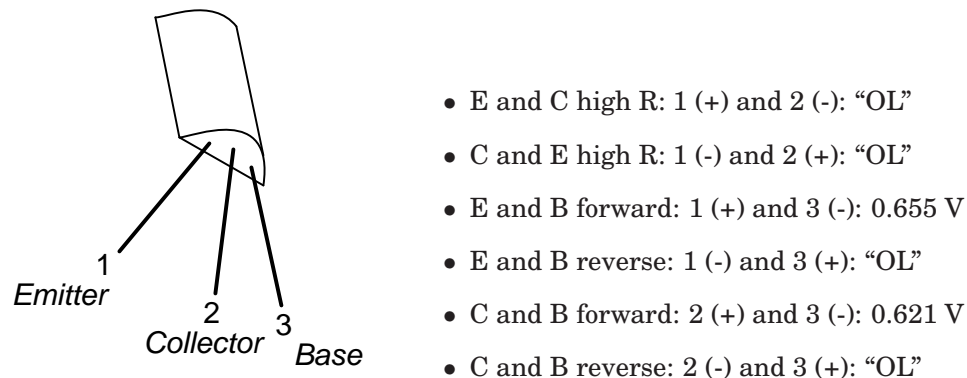 1
Emitter
2
Collector
3
Base
• E and C high R: 1 (+) and 2 (-): “OL”
• C and E high R: 1 (-) and 2 (+): “OL”
• E and B forward: 1 (+) and 3 (-): 0.655 V
• E and B reverse: 1 (-) and 3 (+): “OL”
• C and B forward: 2 (+) and 3 (-): 0.621 V
• C and B reverse: 2 (-) and 3 (+): “OL”